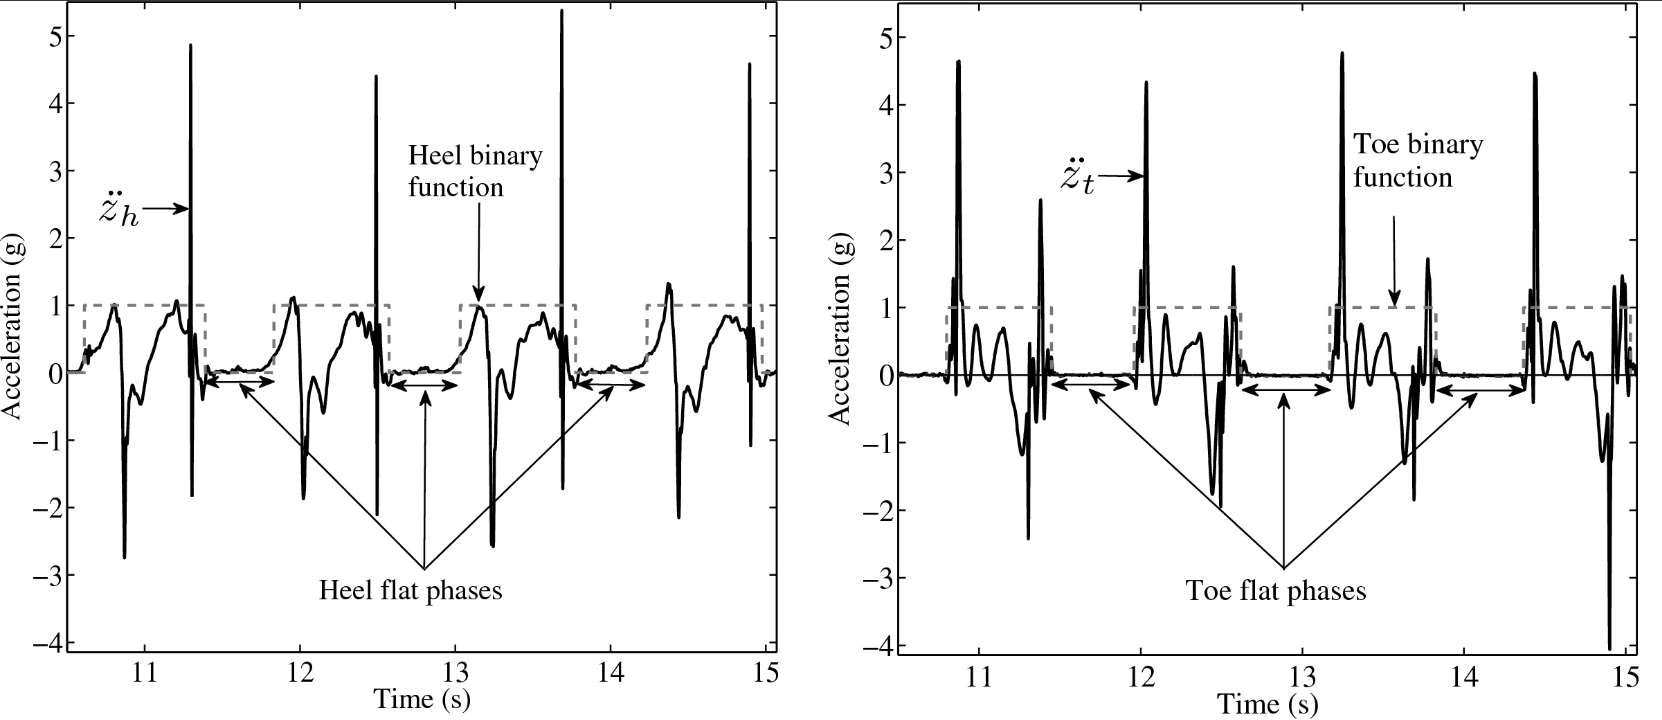 5
4
3
2
1
0
−1
−2
−3
−4
Acceleration (g)
z̈h
Heel binary
function
Heel flat phases
11 12 13 14 15
Time (s)
5
4
3
2
1
0
−1
−2
−3
−4
Acceleration (g)
z̈t
Toe binary
function
Toe flat phases
11 12 13 14 15
Time (s)